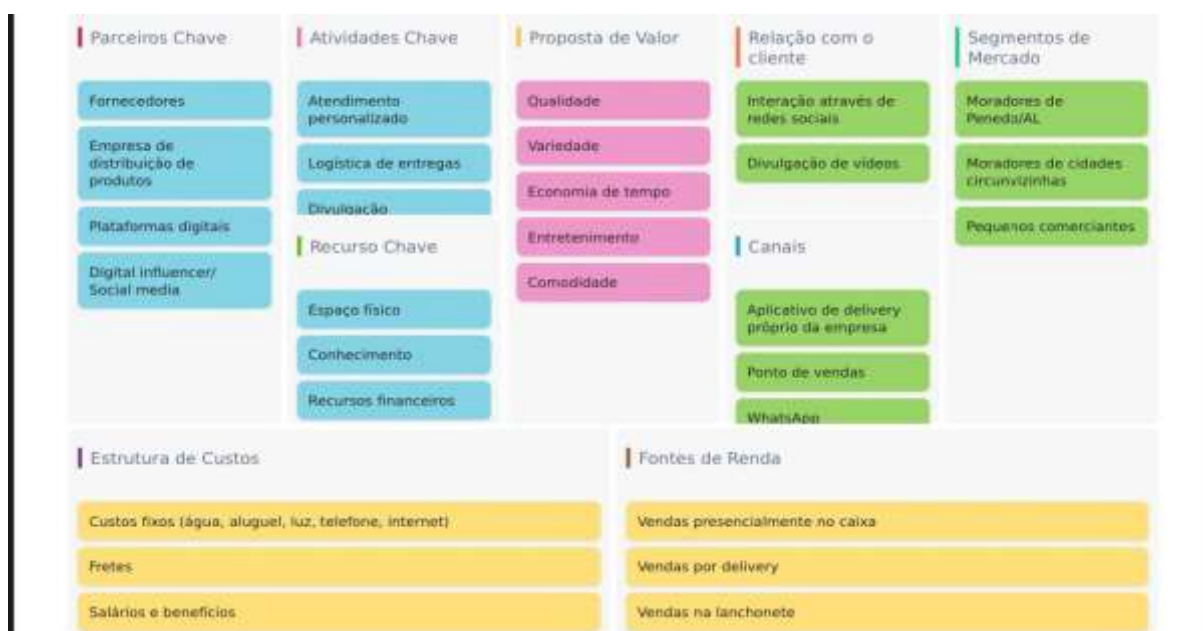 Parceiros Chave
Fornecedores
Empresa de
distribuição de
produtos
Plataformas digitais
Digital influencer/
Social media
Atividades Chave
Atendimento
personalizado
Logística de entregas
Divulgação
Recurso Chave
Espaço físico
Conhecimento
Recursos financeiros
Proposta de Valor
Qualidade
Variedade
Economia de tempo
Entretenimento
Comodidade
Relação com o
cliente
Interação através de
redes sociais
Divulgação de vídeos
Canais
Aplicativo de delivery
próprio da empresa
Ponto de vendas
WhatsApp
Segmentos de
Mercado
Moradores de
Penedo/AL
Moradores de cidades
circunvizinhas
Pequenos comerciantes
Estrutura de Custos
Custos fixos (água, aluguel, luz, telefone, internet)
Fretes
Salários e benefícios
Fontes de Renda
Vendas presencialmente no caixa
Vendas por delivery
Vendas na lanchonete